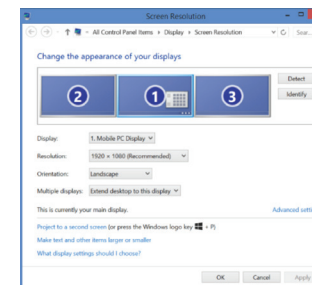 Screen Resolution
All Control Panel Items Display Screen Resolution
Change the appearance of your displays
Detect
Identify
2
1
3
Display: 1. Mobile PC Display
Resolution: 1920 × 1080 (Recommended)
Orientation: Landscape
Multiple displays: Extend desktop to this display
This is currently your main display.
Advanced setti
Project to a second screen (or press the Windows logo key + P)
Make text and other items larger or smaller
What display settings should I choose?
OK Cancel Apply